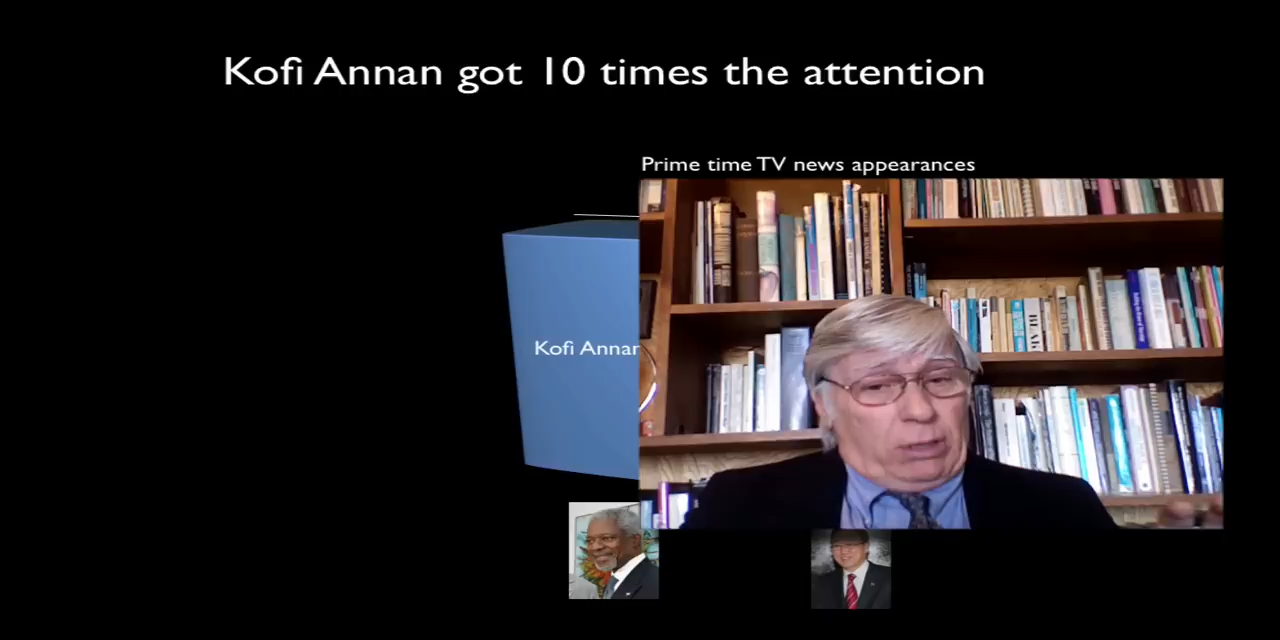 Kofi Annan got 10 times the attention
Prime time TV news appearances
Kofi Annan